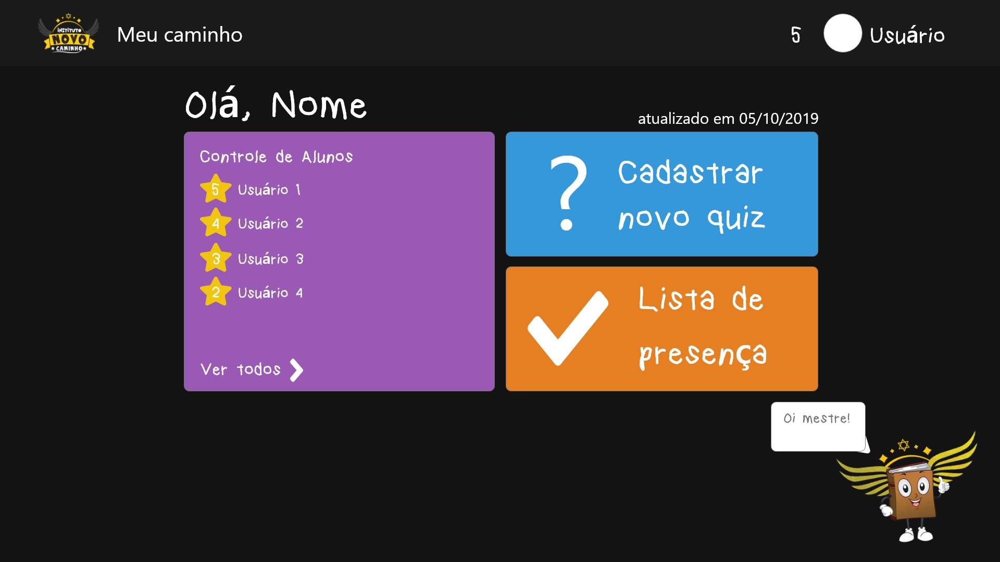 INSTITUTO
NOVO
CAMINHO
Meu caminho
5
Usuário
Olá, Nome
atualizado em 05/10/2019
Controle de Alunos
5 Usuário 1
4 Usuário 2
3 Usuário 3
2 Usuário 4
Ver todos
?
Cadastrar
novo quiz
Lista de
presença
Oi mestre!